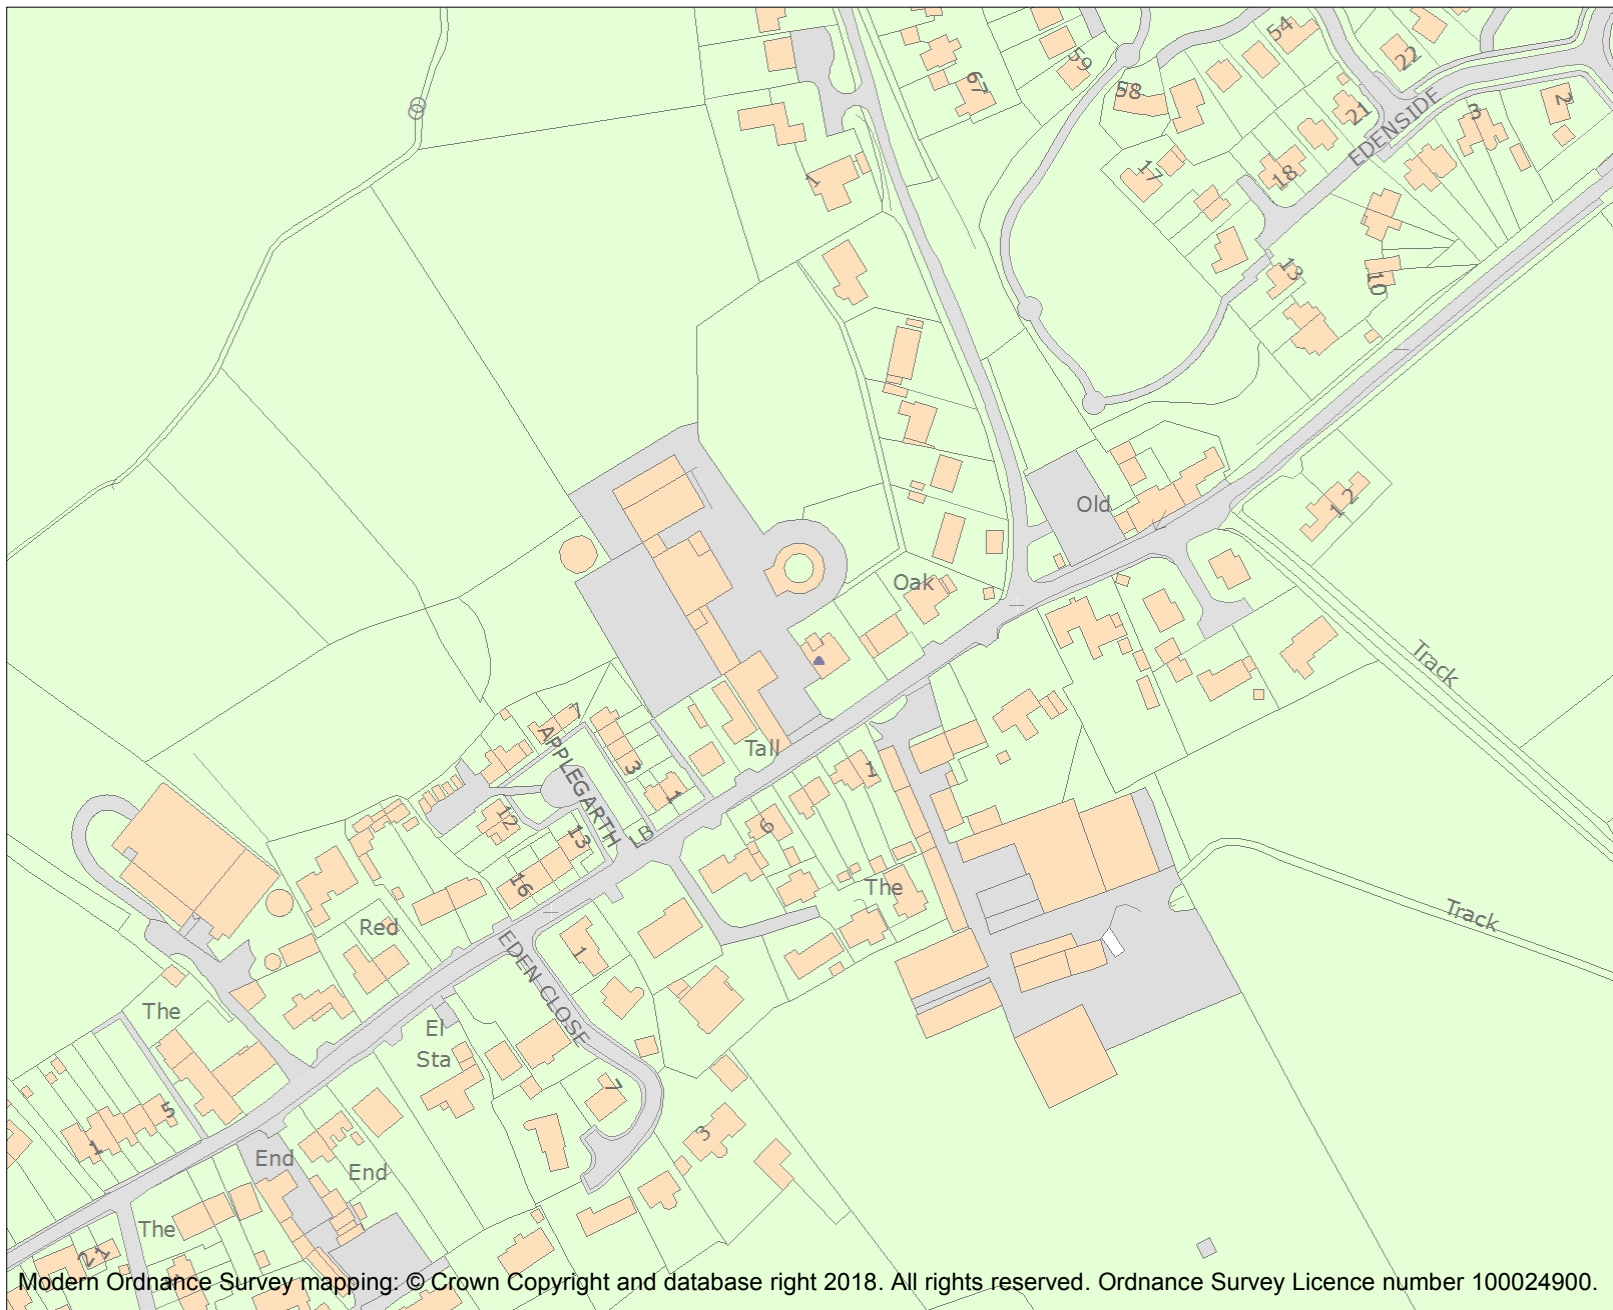 54
22
59
67
58
2
3
21
EDENSIDE
1
17
18
13
10
Old
1 2
Oak
Track
7
APPLEGARTH
Tall
3
1
1
12
13
LB
6
16
The
Track
Red
EDEN CLOSE
1
The
El
Sta
7
5
3
1
End
End
The
21
1
Modern Ordnance Survey mapping: © Crown Copyright and database right 2018. All rights reserved. Ordnance Survey Licence number 100024900.